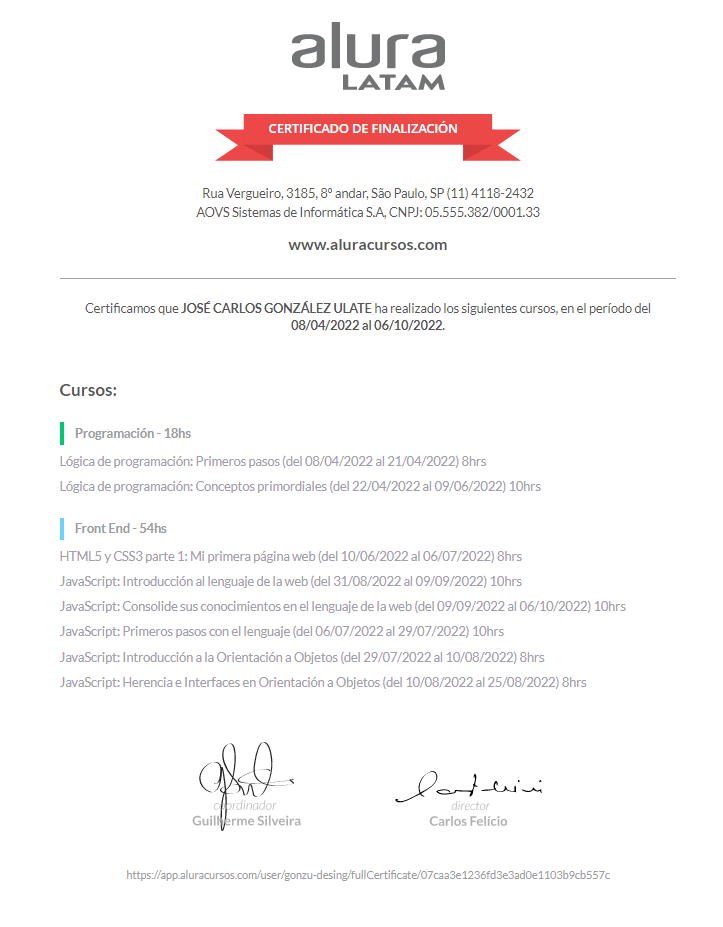 alura
LATAM
CERTIFICADO DE FINALIZACIÓN
Rua Vergueiro, 3185, 8º andar, São Paulo, SP (11) 4118-2432
AOVS Sistemas de Informática S.A, CNPJ: 05.555.382/0001.33
www.aluracursos.com
Certificamos que JOSÉ CARLOS GONZÁLEZ ULATE ha realizado los siguientes cursos, en el período del
08/04/2022 al 06/10/2022.
Cursos:
Programación - 18hs
Lógica de programación: Primeros pasos (del 08/04/2022 al 21/04/2022) 8hrs
Lógica de programación: Conceptos primordiales (del 22/04/2022 al 09/06/2022) 10hrs
Front End - 54hs
HTML5 y CSS3 parte 1: Mi primera página web (del 10/06/2022 al 06/07/2022) 8hrs
JavaScript: Introducción al lenguaje de la web (del 31/08/2022 al 09/09/2022) 10hrs
JavaScript: Consolide sus conocimientos en el lenguaje de la web (del 09/09/2022 al 06/10/2022) 10hrs
JavaScript: Primeros pasos con el lenguaje (del 06/07/2022 al 29/07/2022) 10hrs
JavaScript: Introducción a la Orientación a Objetos (del 29/07/2022 al 10/08/2022) 8hrs
JavaScript: Herencia e Interfaces en Orientación a Objetos (del 10/08/2022 al 25/08/2022) 8hrs
coordinador
Guilherme Silveira
director
Carlos Felício
https://app.aluracursos.com/user/gonzu-desing/fullCertificate/07caa3e1236fd3e3ad0e1103b9cb557c